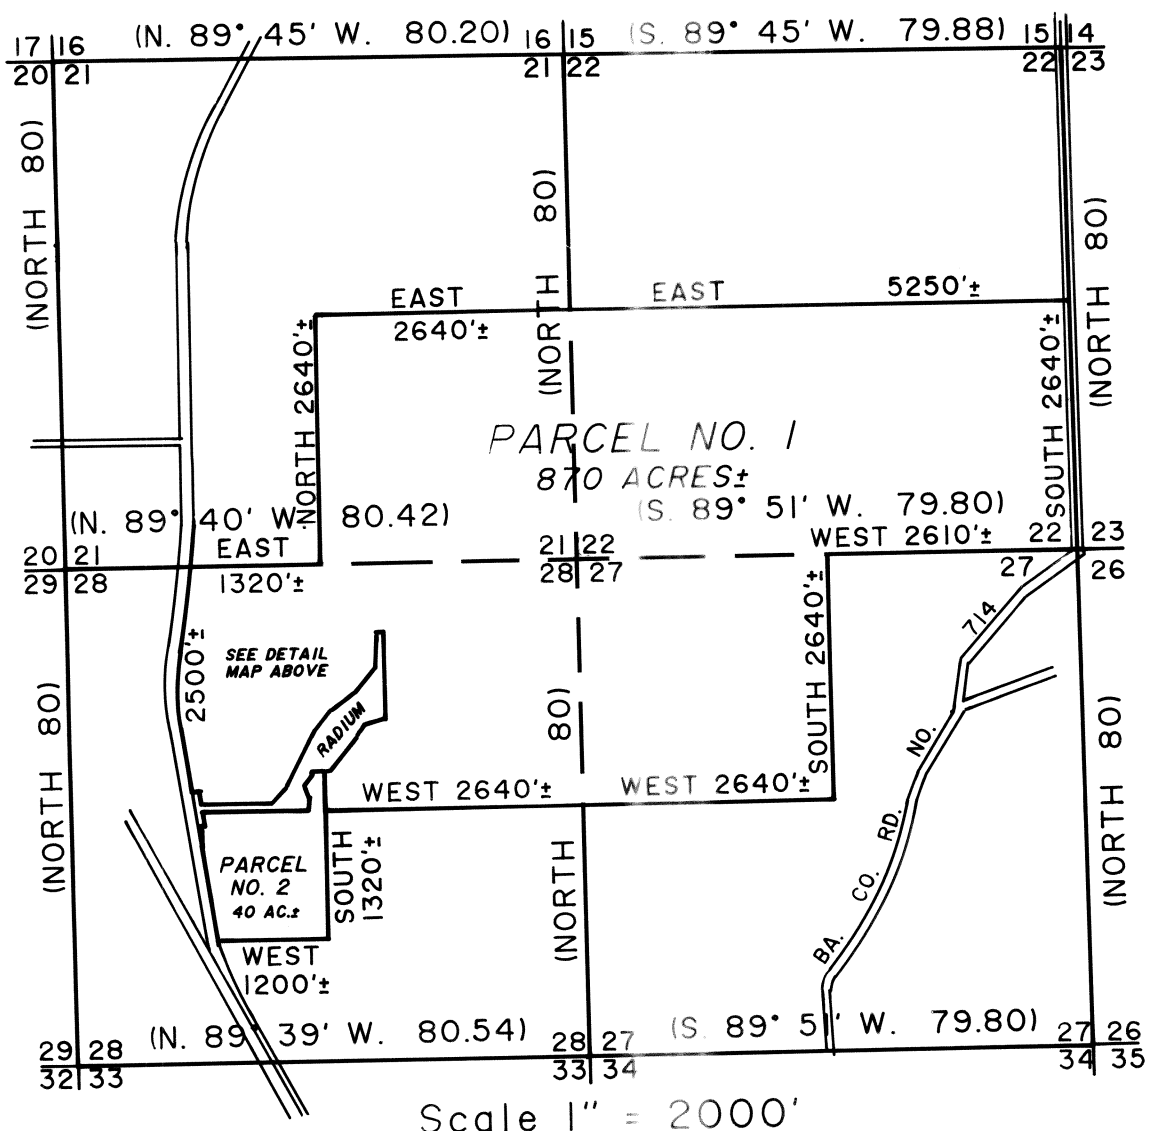 17 16
(N. 89° 45' W. 80.20)
16 15
(S. 89° 45' W. 79.88)
15 14
20 21
21 22
22 23
(NORTH 80)
(NORTH 80)
(NORTH 80)
EAST
2640'±
EAST
5250'±
NORTH 2640'±
SOUTH 2640'±
PARCEL NO. 1
870 ACRES±
(N. 89° 40' W. 80.42)
(S. 89° 51' W. 79.80)
EAST
1320'±
WEST 2610'±
20 21
21 22
22 23
29 28
28 27
27 26
2500'±
SEE DETAIL
MAP ABOVE
RADIUM
SOUTH 2640'±
BA. CO. RD. NO. 714
(NORTH 80)
(NORTH 80)
(NORTH 80)
WEST 2640'±
WEST 2640'±
PARCEL
NO. 2
40 AC.±
SOUTH
1320'±
WEST
1200'±
(N. 89° 39' W. 80.54)
(S. 89° 51' W. 79.80)
29 28
28 27
27 26
32 33
33 34
34 35
Scale 1" = 2000'